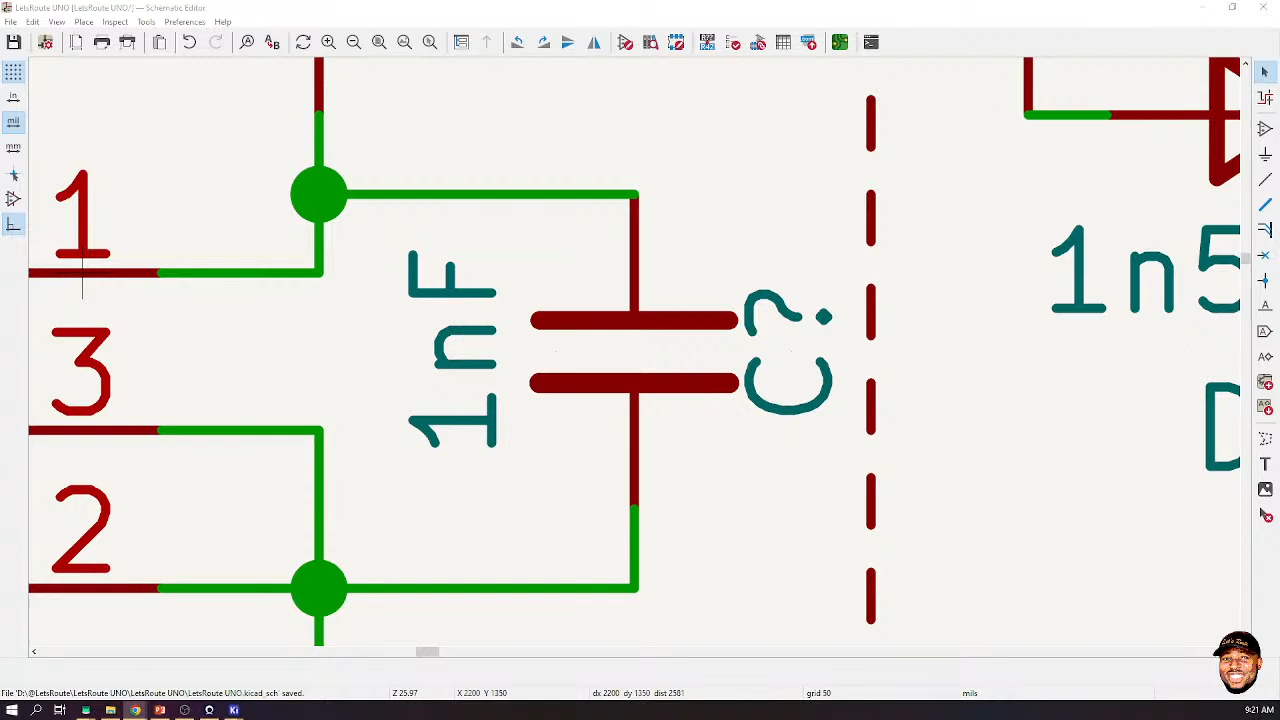 LetsRoute UNO [LetsRoute UNO/] — Schematic Editor
File Edit View Place Inspect Tools Preferences Help
in
mil
mm
1
3
2
1nF
C?
1n5
D
T
File 'D:\@LetsRoute\LetsRoute UNO\LetsRoute UNO\LetsRoute UNO.kicad_sch' saved.
Z 25.97
X 2200 Y 1350
dx 2200 dy 1350 dist 2581
grid 50
mils
9:21 AM